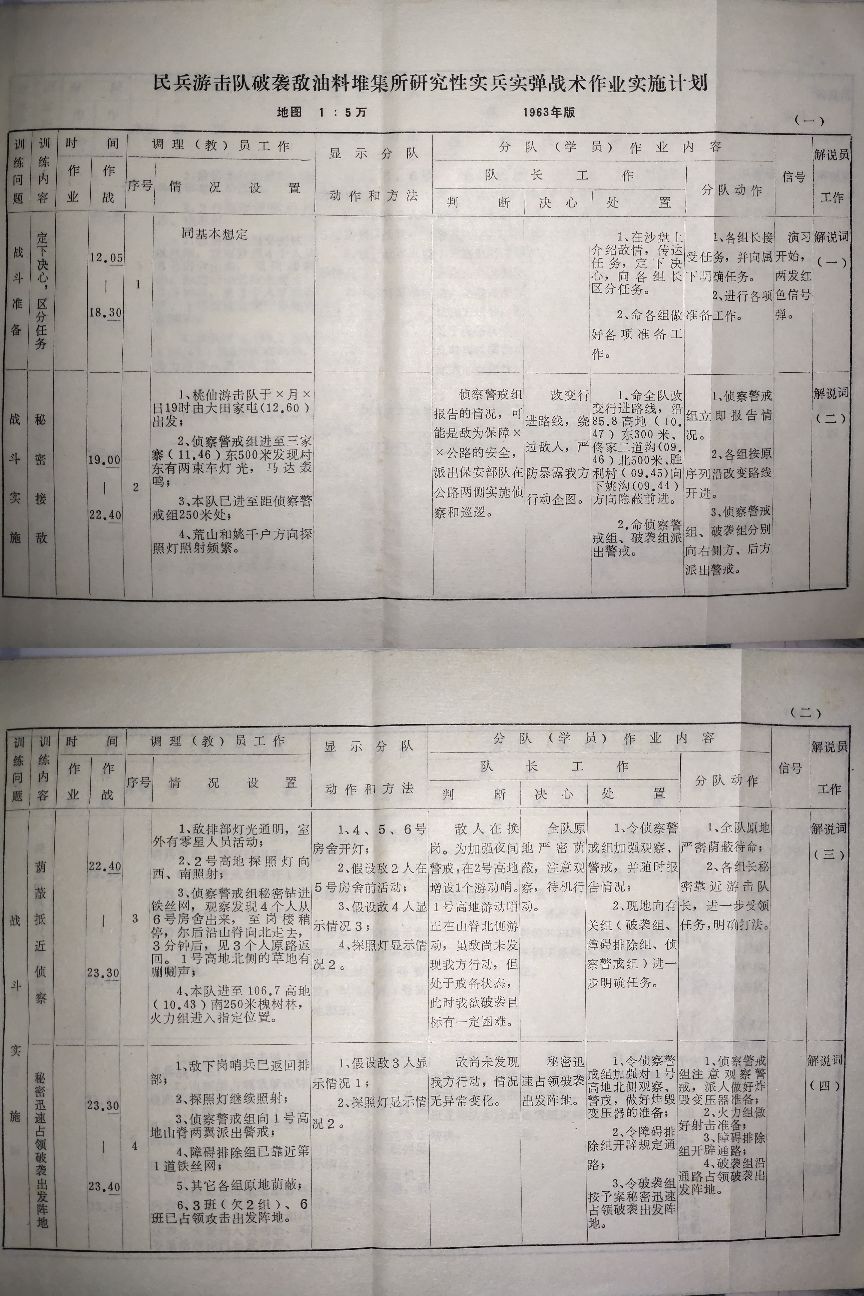 民兵游击队破袭敌油料堆集所研究性实兵实弹战术作业实施计划
地图 1：5万 1963年版
（一）
训练问题
训练内容
时间
作业
作战
调理（教）员工作
序号
情况设置
显示分队
动作和方法
分队（学员）作业内容
队长工作
判断
决心
处置
分队动作
信号
解说员
工作
战斗准备
定下决心，区分任务
12.05
|
18.30
1
同基本想定
1、在沙盘上
介绍敌情，传达
任务，定下决
心，向各组长
区分任务。
2、命各组做
好各项准备工
作。
1、各组长接
受任务，并向属
下明确任务。
2、进行各项
准备工作。
演习
开始，
两发红
色信号
弹。
解说词
（一）
战斗实施
秘密接敌
19.00
|
22.40
2
1、桃仙游击队于×月×
日19时由大田家屯(12.60)
出发；
2、侦察警戒组进至三家
寨(11.46)东500米发现村
东有两束车灯光，马达轰
鸣；
3、本队已进至距侦察警
戒组250米处；
4、荒山和姚千户方向探
照灯照射频繁。
侦察警戒组
报告的情况，可
能是敌为保障×
×公路的安全，
派出保安部队在
公路两侧实施侦
察和巡逻。
改变行
进路线，绕
过敌人，严
防暴露我方
行动企图。
1、命全队改
变行进路线，沿
85.8高地(10.
47)东300米、
佟家二道沟(09.
46)北500米、胜
利村(09.45)向
下姚沟(09.44)
方向隐蔽前进。
2、命侦察警
戒组、破袭组派
出警戒。
1、侦察警戒
组立即报告情
况。
2、各组按原
序列沿改变路线
开进。
3、侦察警戒
组、破袭组分别
向右侧方、后方
派出警戒。
解说词
（二）
（二）
训练问题
训练内容
时间
作业
作战
调理（教）员工作
序号
情况设置
显示分队
动作和方法
分队（学员）作业内容
队长工作
判断
决心
处置
分队动作
信号
解说员
工作
战斗实施
荫蔽抵近侦察
22.40
|
23.30
3
1、敌排部灯光通明，室
外有零星人员活动；
2、2号高地探照灯向
西、南照射；
3、侦察警戒组秘密钻进
铁丝网，观察发现4个人从
6号房舍出来，至岗楼稍
停，尔后沿山脊向北走去，
3分钟后，见3个人原路返
回。1号高地北侧的草地有
唰唰声；
4、本队进至106.7高地
(10.43)南250米槐树林，
火力组进入指定位置。
1、4、5、6号
房舍开灯；
2、假设敌2人在
5号房舍前活动；
3、假设敌4人显
示情况3；
4、探照灯显示情
况2。
敌人在换
岗。为加强夜间
警戒，在2号高地
增设1个游动哨。
1号高地游动哨
正在山脊北侧游
动，虽敌尚未发
现我方行动，但
处于戒备状态，
此时我欲破袭目
标有一定困难。
全队原
地严密荫
蔽，注意观
察，待机行
动。
1、令侦察警
戒组加强观察、
警戒，并随时报
告情况；
2、现地向有
关组（破袭组、
障碍排除组、侦
察警戒组）进一
步明确任务。
1、全队原地
严密荫蔽待命；
2、各组长秘
密靠近游击队
长，进一步受领
任务，明确打法。
解说词
（三）
秘密迅速占领破袭出发阵地
23.30
|
23.40
4
1、敌下岗哨兵已返回排
部；
2、探照灯继续照射；
3、侦察警戒组向1号高
地山脊两翼派出警戒；
4、障碍排除组已靠近第
1道铁丝网；
5、其它各组原地荫蔽；
6、3班（欠2组）、6
班已占领攻击出发阵地。
1、假设敌3人显
示情况1；
2、探照灯显示情
况2。
敌尚未发现
我方行动，情况
无异常变化。
秘密迅
速占领破袭
出发阵地。
1、令侦察警
戒组加强对1号
高地北侧观察、
警戒，做好炸毁
变压器的准备；
2、令障碍排
除组开辟规定通
路；
3、令破袭组
按予案秘密迅速
占领破袭出发阵
地。
1、侦察警戒
组注意观察警
戒，派人做好炸
毁变压器准备；
2、火力组做
好射击准备；
3、障碍排除
组开辟通路；
4、破袭组沿
通路占领破袭出
发阵地。
解说词
（四）